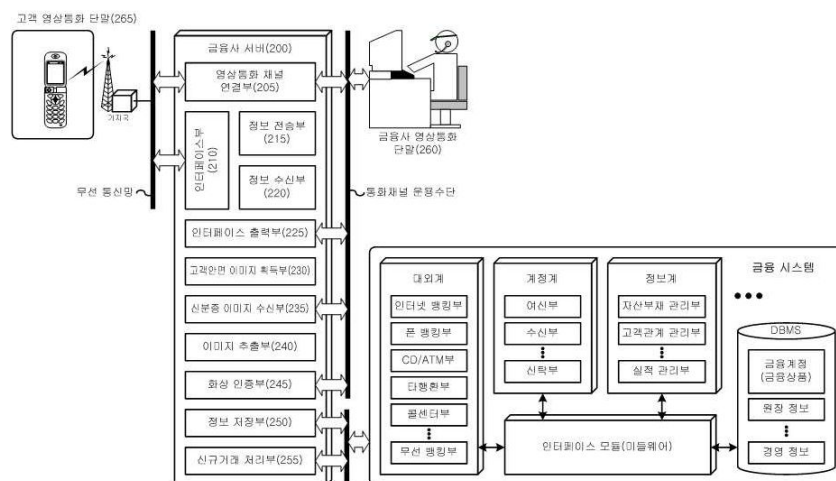 고객 영상통화 단말(265)
기지국
무선 통신망
금융사 서버(200)
영상통화 채널
연결부(205)
인터페이스부
(210)
정보 전송부
(215)
정보 수신부
(220)
인터페이스 출력부(225)
고객안면 이미지 획득부(230)
신분증 이미지 수신부(235)
이미지 추출부(240)
화상 인증부(245)
정보 저장부(250)
신규거래 처리부(255)
금융사 영상통화
단말(260)
통화채널 운용수단
금융 시스템
대외계
인터넷 뱅킹부
폰 뱅킹부
CD/ATM부
타행환부
콜센터부
무선 뱅킹부
계정계
여신부
수신부
신탁부
정보계
자산부채 관리부
고객관계 관리부
실적 관리부
DBMS
금융계정
(금융상품)
원장 정보
경영 정보
인터페이스 모듈(미들웨어)